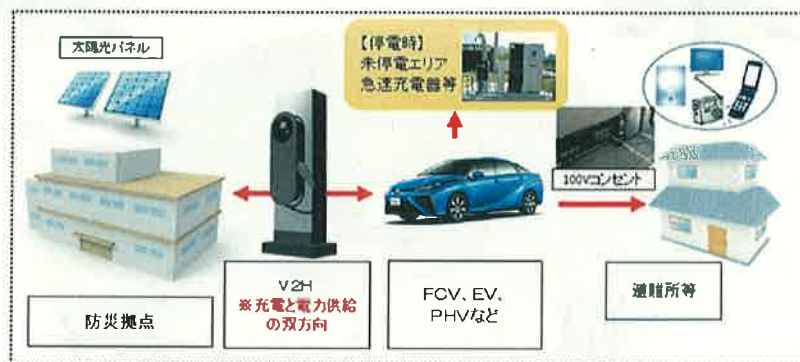 太陽光パネル
【停電時】
未停電エリア
急速充電器等
100Vコンセント
防災拠点
V2H
※充電と電力供給
の双方向
FCV、EV、
PHVなど
避難所等